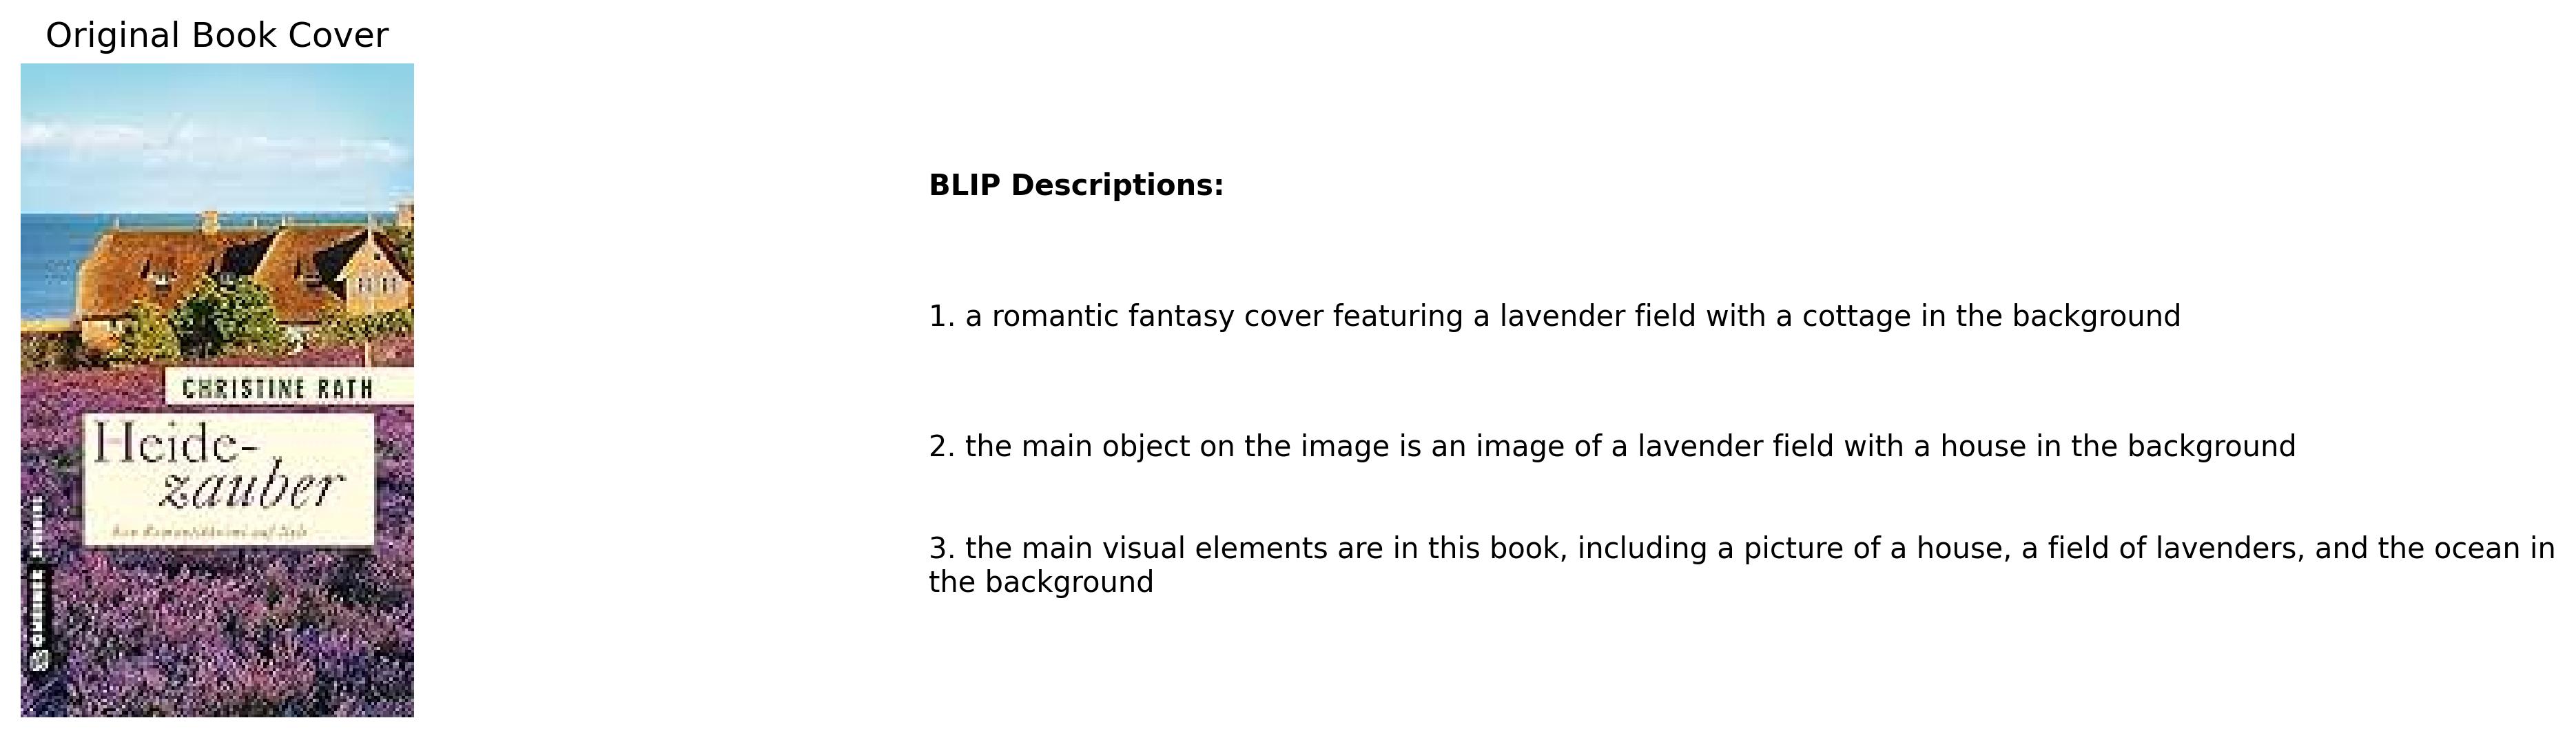 Original Book Cover
CHRISTINE RATH
Heide-
zauber
BLIP Descriptions:
1. a romantic fantasy cover featuring a lavender field with a cottage in the background
2. the main object on the image is an image of a lavender field with a house in the background
3. the main visual elements are in this book, including a picture of a house, a field of lavenders, and the ocean in
the background